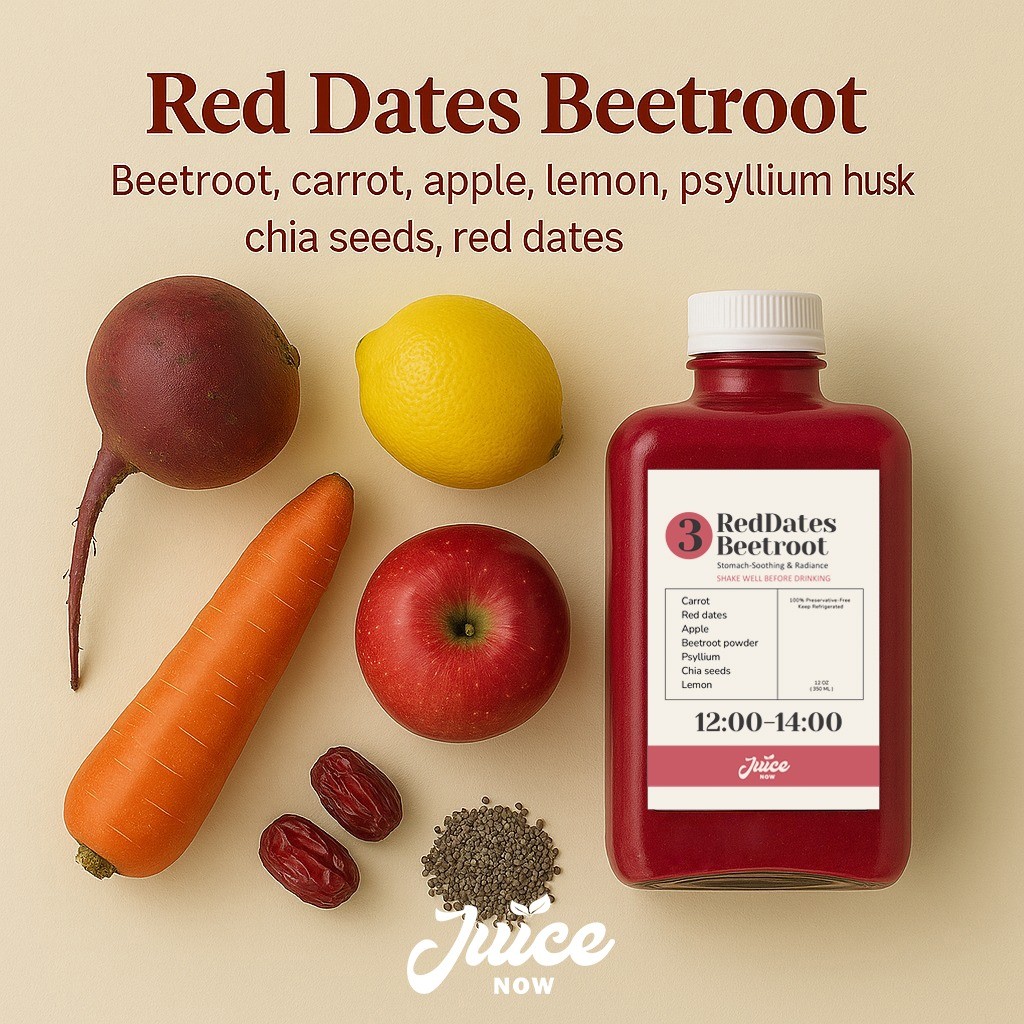 Red Dates Beetroot
Beetroot, carrot, apple, lemon, psyllium husk
chia seeds, red dates
3
RedDates
Beetroot
Stomach-Soothing & Radiance
SHAKE WELL BEFORE DRINKING
Carrot
Red dates
Apple
Beetroot powder
Psyllium
Chia seeds
Lemon
100% Preservative-Free
Keep Refrigerated
12 OZ
( 350 ML )
12:00-14:00
Juice
NOW
Juice
NOW